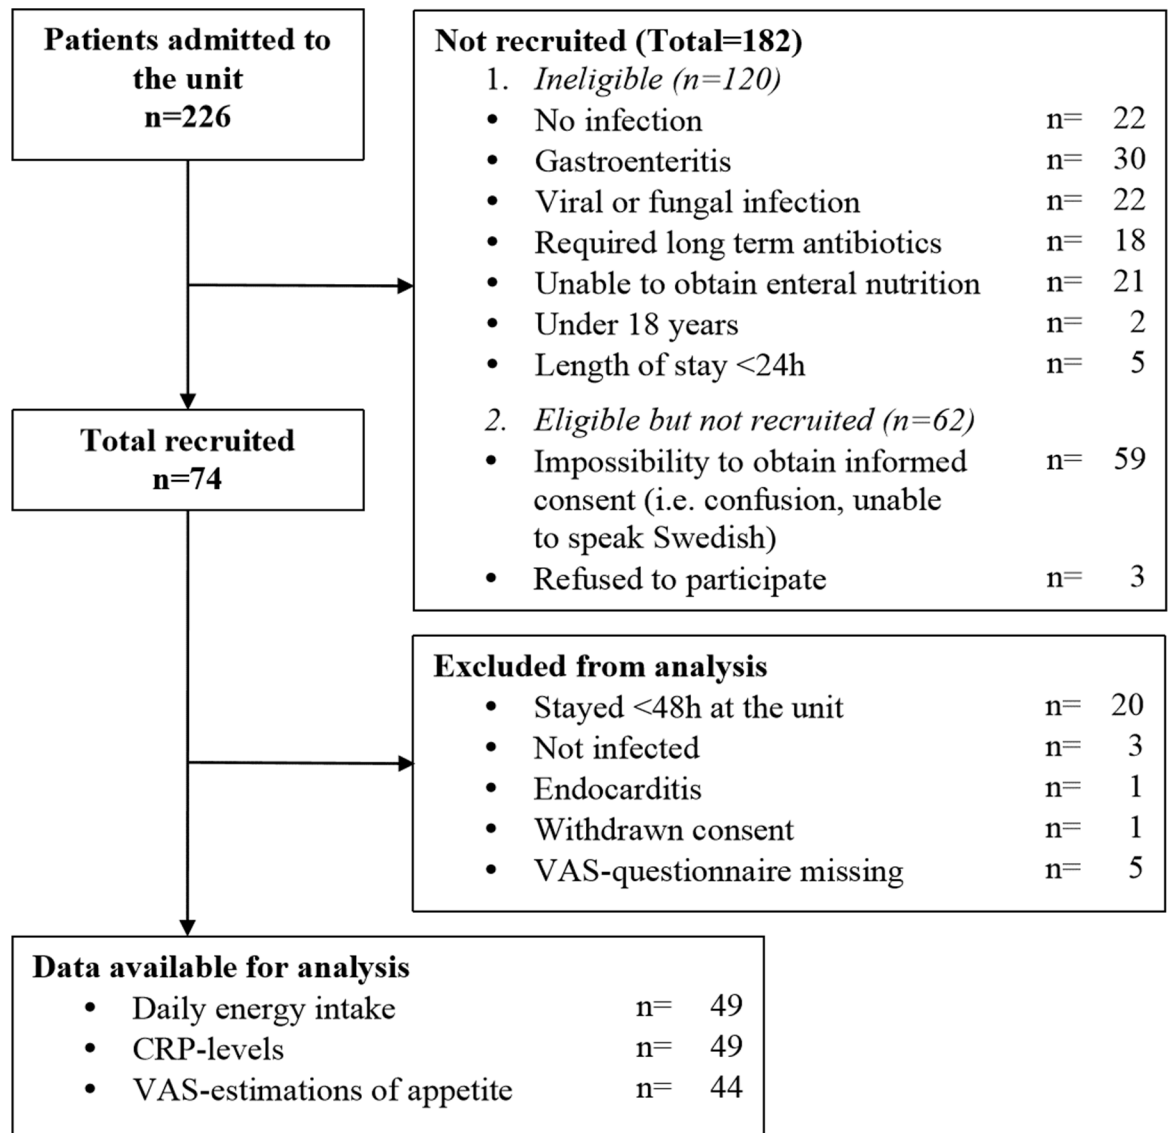 Patients admitted to
the unit
n=226
Not recruited (Total=182)
1. Ineligible (n=120)
• No infection n= 22
• Gastroenteritis n= 30
• Viral or fungal infection n= 22
• Required long term antibiotics n= 18
• Unable to obtain enteral nutrition n= 21
• Under 18 years n= 2
• Length of stay <24h n= 5
2. Eligible but not recruited (n=62)
• Impossibility to obtain informed n= 59
consent (i.e. confusion, unable
to speak Swedish)
• Refused to participate n= 3
Total recruited
n=74
Excluded from analysis
• Stayed <48h at the unit n= 20
• Not infected n= 3
• Endocarditis n= 1
• Withdrawn consent n= 1
• VAS-questionnaire missing n= 5
Data available for analysis
• Daily energy intake n= 49
• CRP-levels n= 49
• VAS-estimations of appetite n= 44